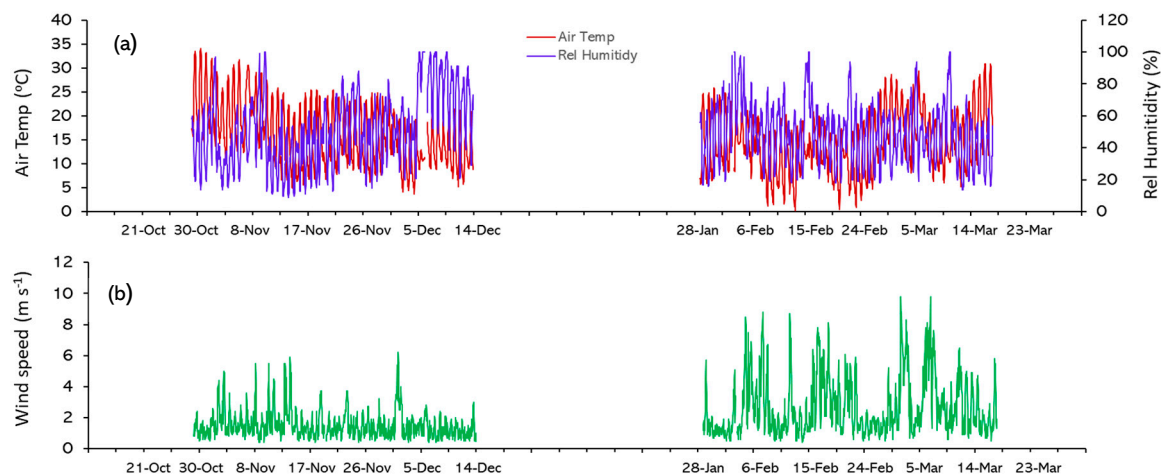 (a)
Air Temp
Rel Humitidy
Air Temp (°C)
40
35
30
25
20
15
10
5
0
120
100
80
60
40
20
0
Rel Humitidity (%)
21-Oct 30-Oct 8-Nov 17-Nov 26-Nov 5-Dec 14-Dec 28-Jan 6-Feb 15-Feb 24-Feb 5-Mar 14-Mar 23-Mar
(b)
Wind speed (m s⁻¹)
12
10
8
6
4
2
0
21-Oct 30-Oct 8-Nov 17-Nov 26-Nov 5-Dec 14-Dec 28-Jan 6-Feb 15-Feb 24-Feb 5-Mar 14-Mar 23-Mar